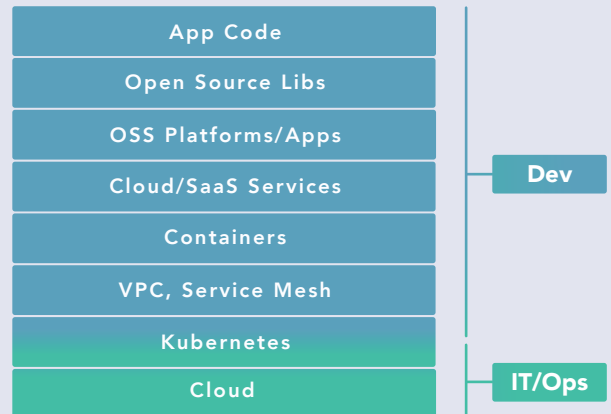 App Code
Open Source Libs
OSS Platforms/Apps
Cloud/SaaS Services
Dev
Containers
VPC, Service Mesh
Kubernetes
IT/Ops
Cloud